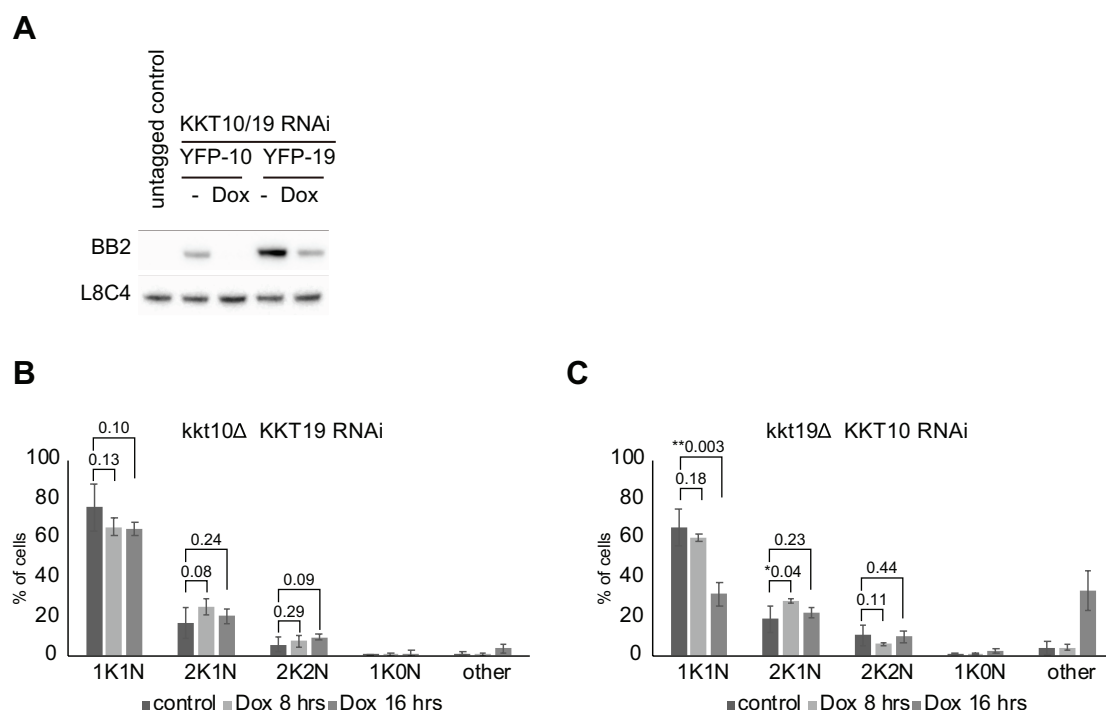 A
untagged control
KKT10/19 RNAi
YFP-10 YFP-19
- Dox - Dox
BB2
L8C4
B
kkt10Δ KKT19 RNAi
0.10
0.13
0.24
0.08
0.09
0.29
% of cells
100
80
60
40
20
0
1K1N 2K1N 2K2N 1K0N other
control Dox 8 hrs Dox 16 hrs
C
kkt19Δ KKT10 RNAi
**0.003
0.18
0.23
*0.04
0.44
0.11
% of cells
100
80
60
40
20
0
1K1N 2K1N 2K2N 1K0N other
control Dox 8 hrs Dox 16 hrs